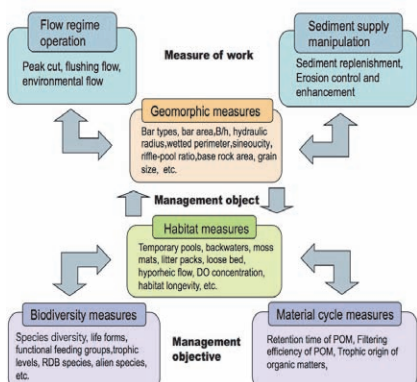 Flow regime
operation
Peak cut, flushing flow,
environmental flow
Measure of work
Sediment supply
manipulation
Sediment replenishment,
Erosion control and
enhancement
Geomorphic measures
Bar types, bar area,B/h, hydraulic
radius,wetted perimeter,sineoucity,
riffle-pool ratio,base rock area, grain
size, etc.
Management object
Habitat measures
Temporary pools, backwaters, moss
mats, litter packs, loose bed,
hyporheic flow, DO concentration,
habitat longevity, etc.
Biodiversity measures
Species diversity, life forms,
functional feeding groups,trophic
levels, RDB species, alien species,
etc.
Management
objective
Material cycle measures
Retention time of POM, Filtering
efficiency of POM, Trophic origin of
organic matters,